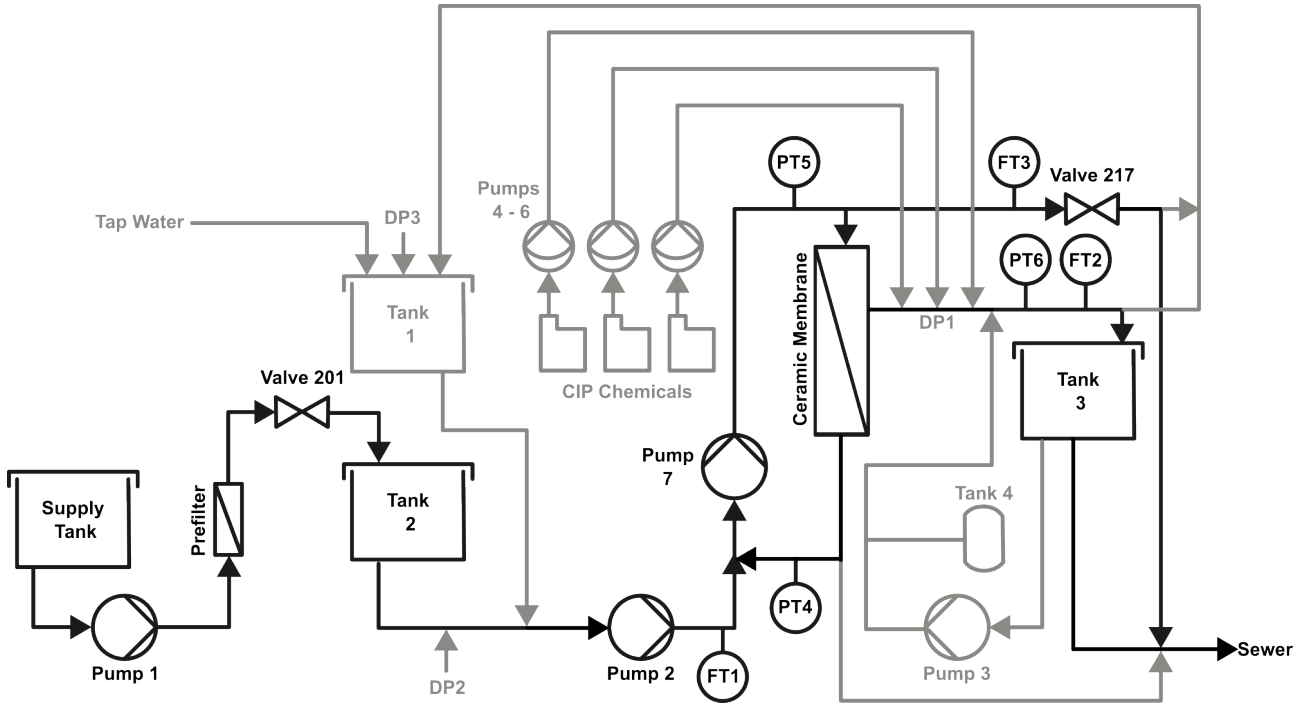 PT5
FT3
Valve 217
Pumps
4 - 6
Tap Water
DP3
PT6
FT2
Tank
1
DP1
Ceramic Membrane
Valve 201
CIP Chemicals
Tank
3
Pump
7
Supply
Tank
Prefilter
Tank
2
Tank 4
PT4
Pump 1
DP2
Pump 2
FT1
Pump 3
Sewer